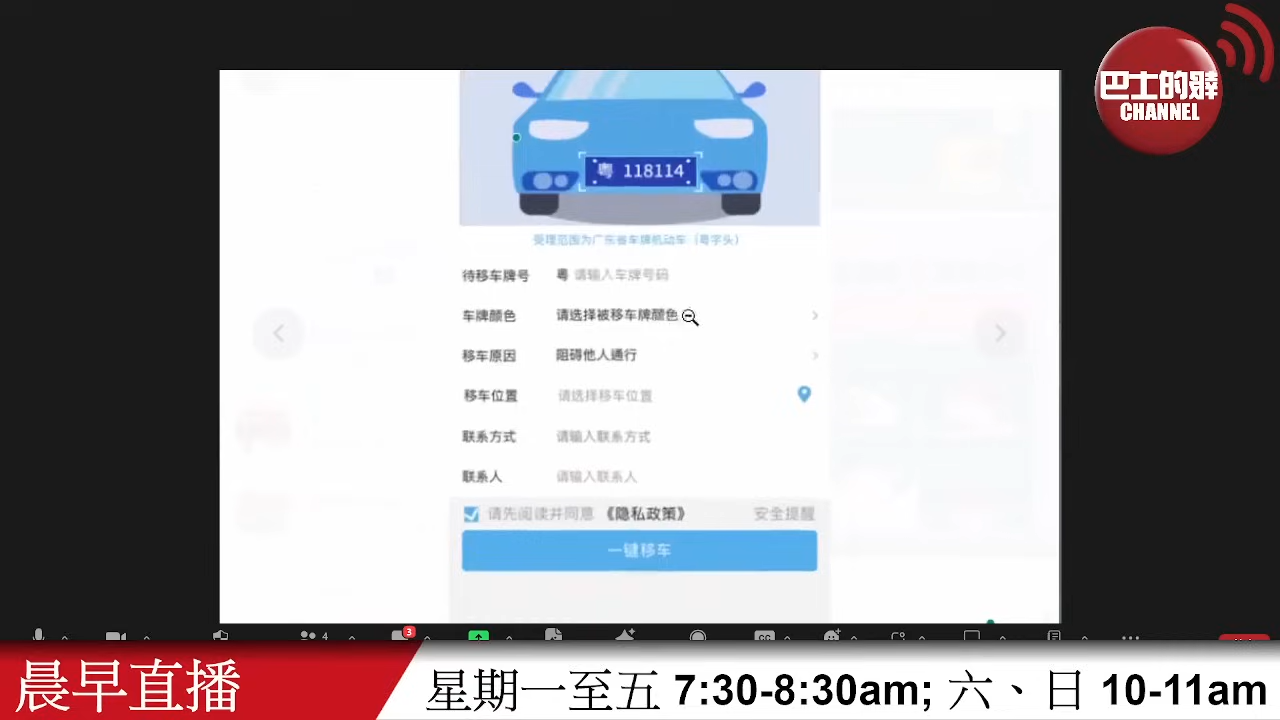 巴士的報
CHANNEL
粤 118114
受理范围为广东省车牌机动车（粤字头）
待移车牌号 粤 请输入车牌号码
车牌颜色 请选择被移车牌颜色
移车原因 阻碍他人通行
移车位置 请选择移车位置
联系方式 请输入联系方式
联系人 请输入联系人
请先阅读并同意 《隐私政策》 安全提醒
一键移车
4
3
CC
晨早直播
星期一至五 7:30-8:30am; 六、日 10-11am